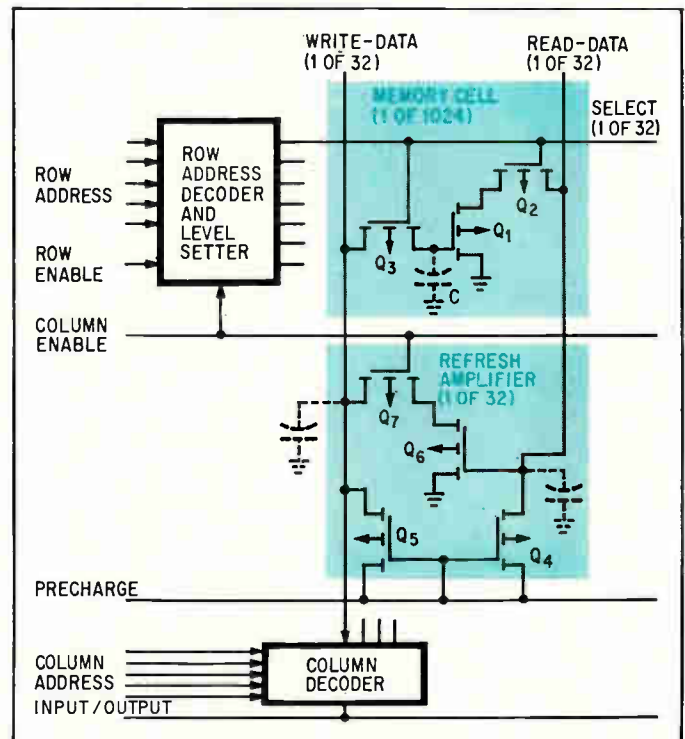 WRITE-DATA
(1 OF 32)
READ-DATA
(1 OF 32)
MEMORY CELL
(1 OF 1024)
SELECT
(1 OF 32)
ROW
ADDRESS
ROW
ENABLE
ROW
ADDRESS
DECODER
AND
LEVEL
SETTER
Q2
Q1
Q3
C
COLUMN
ENABLE
REFRESH
AMPLIFIER
(1 OF 32)
Q7
Q6
Q5
Q4
PRECHARGE
COLUMN
ADDRESS
INPUT/OUTPUT
COLUMN
DECODER